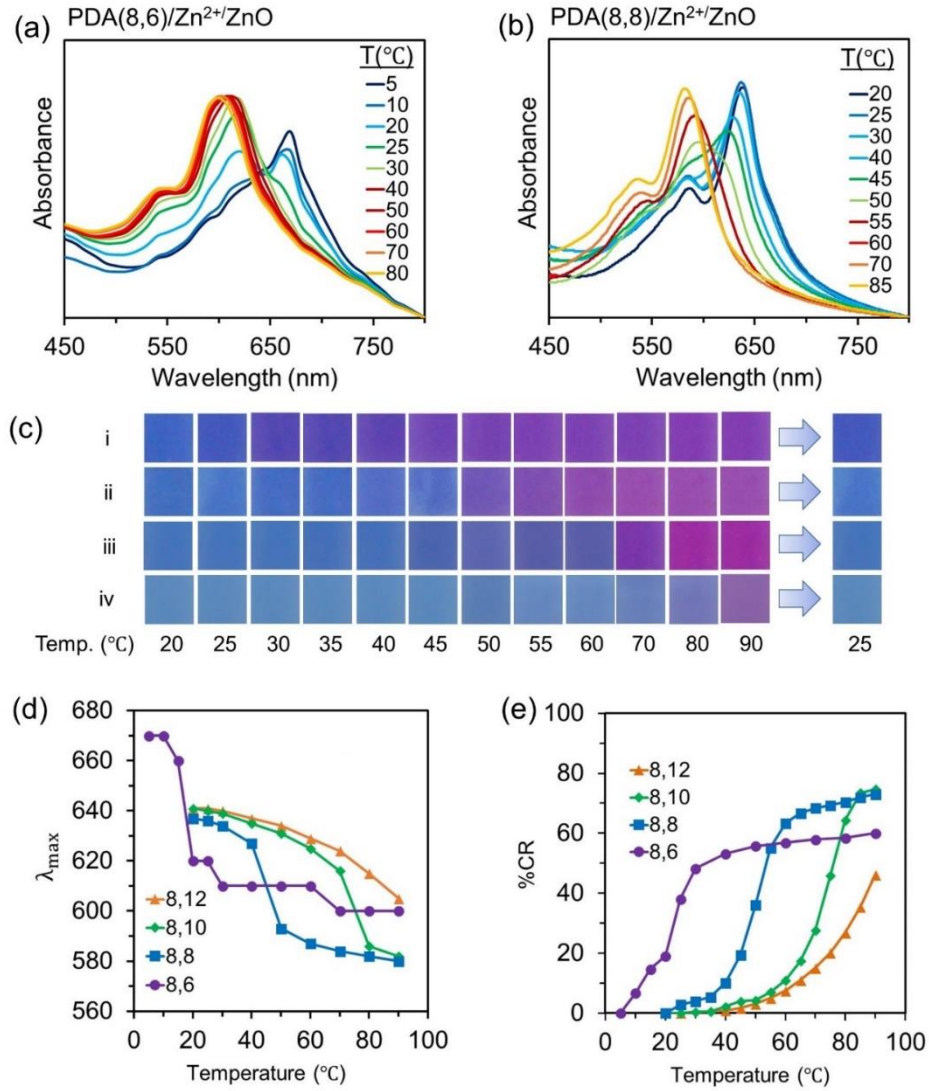 (a) PDA(8,6)/Zn²⁺/ZnO
T(°C)
5
10
20
25
30
40
50
60
70
80
Absorbance
450 550 650 750
Wavelength (nm)
(b) PDA(8,8)/Zn²⁺/ZnO
T(°C)
20
25
30
40
45
50
55
60
70
85
Absorbance
450 550 650 750
Wavelength (nm)
(c)
i
ii
iii
iv
Temp. (°C) 20 25 30 35 40 45 50 55 60 70 80 90 25
(d)
680
660
640
620
600
580
560
λmax
8,12
8,10
8,8
8,6
0 20 40 60 80 100
Temperature (°C)
(e)
100
80
60
40
20
0
%CR
8,12
8,10
8,8
8,6
0 20 40 60 80 100
Temperature (°C)